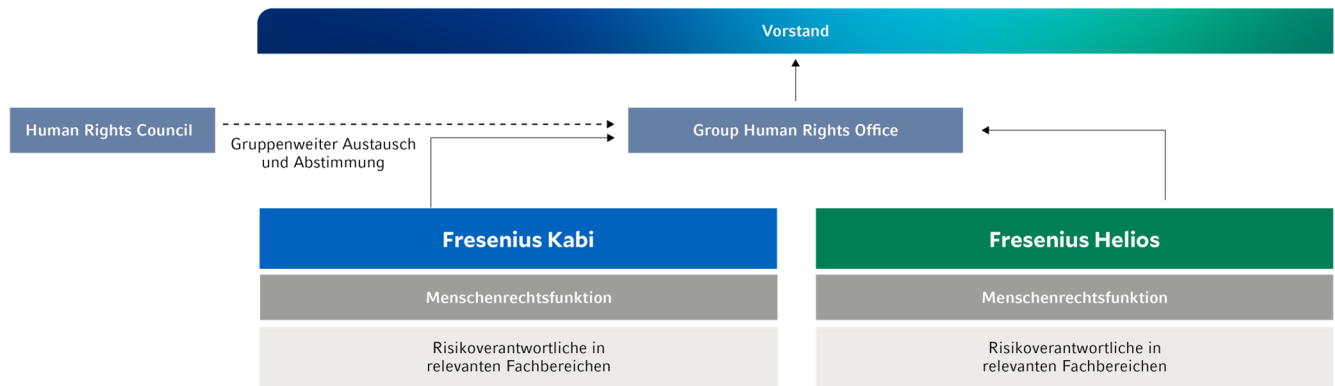 Vorstand
Human Rights Council
Group Human Rights Office
Gruppenweiter Austausch
und Abstimmung
Fresenius Kabi
Menschenrechtsfunktion
Risikoverantwortliche in
relevanten Fachbereichen
Fresenius Helios
Menschenrechtsfunktion
Risikoverantwortliche in
relevanten Fachbereichen